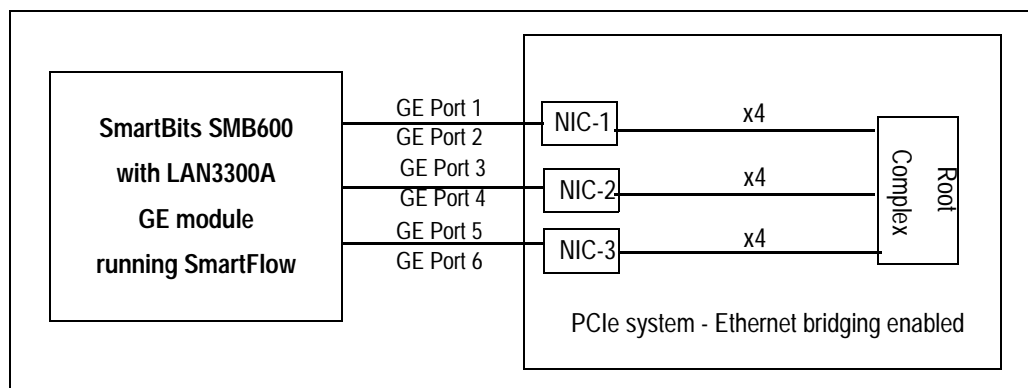 SmartBits SMB600
with LAN3300A
GE module
running SmartFlow
GE Port 1
GE Port 2
GE Port 3
GE Port 4
GE Port 5
GE Port 6
NIC-1
NIC-2
NIC-3
x4
x4
x4
Root
Complex
PCIe system - Ethernet bridging enabled